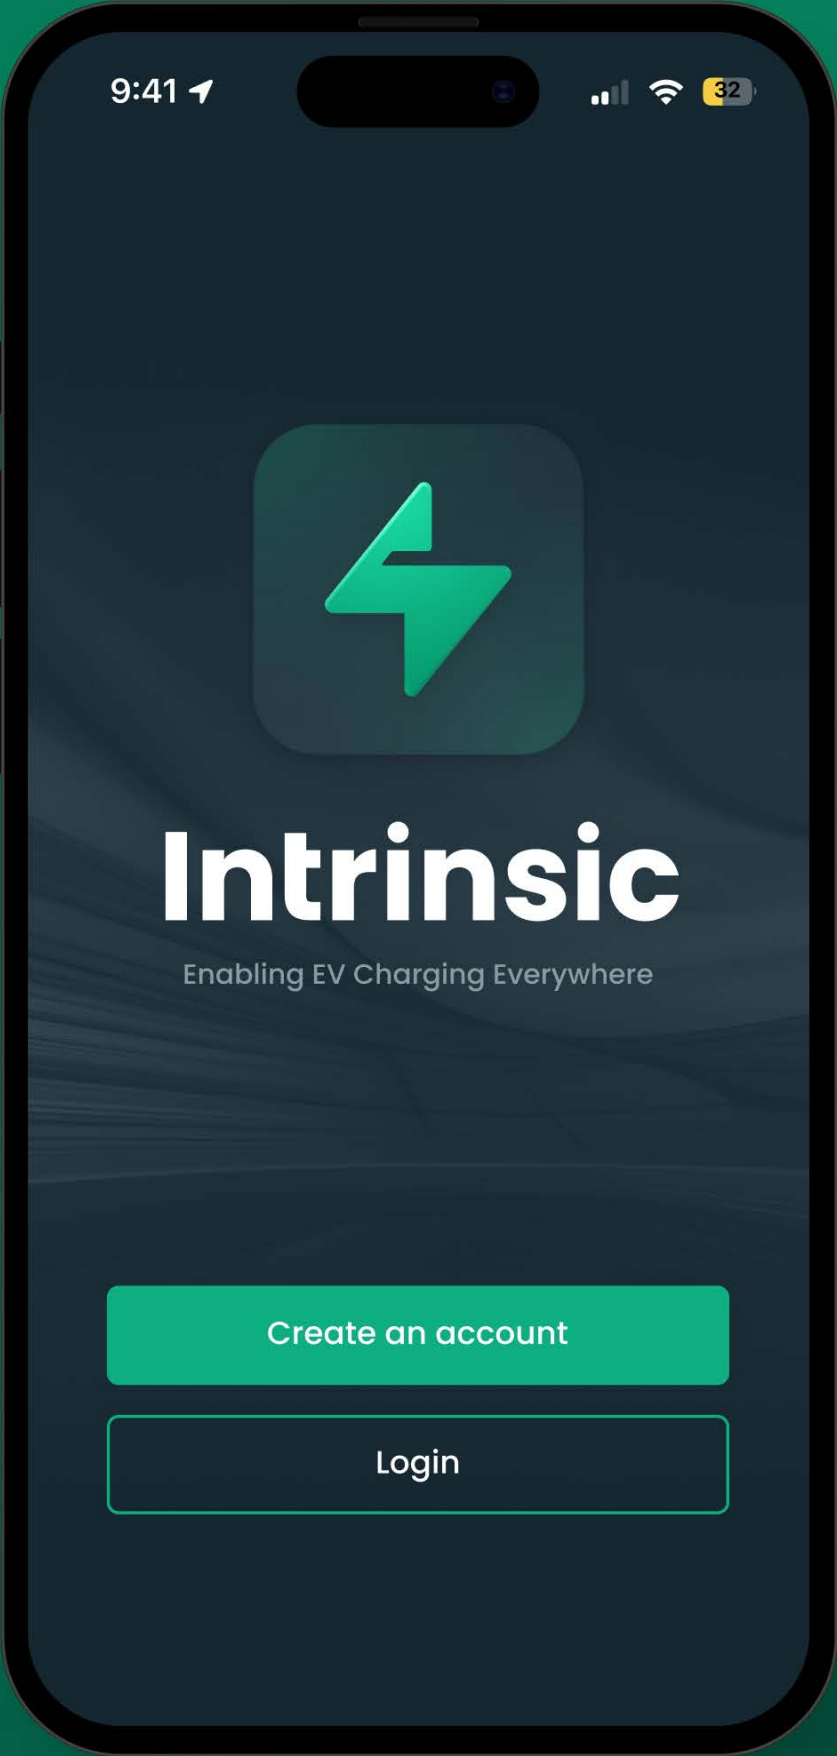 9:41
32
Intrinsic
Enabling EV Charging Everywhere
Create an account
Login